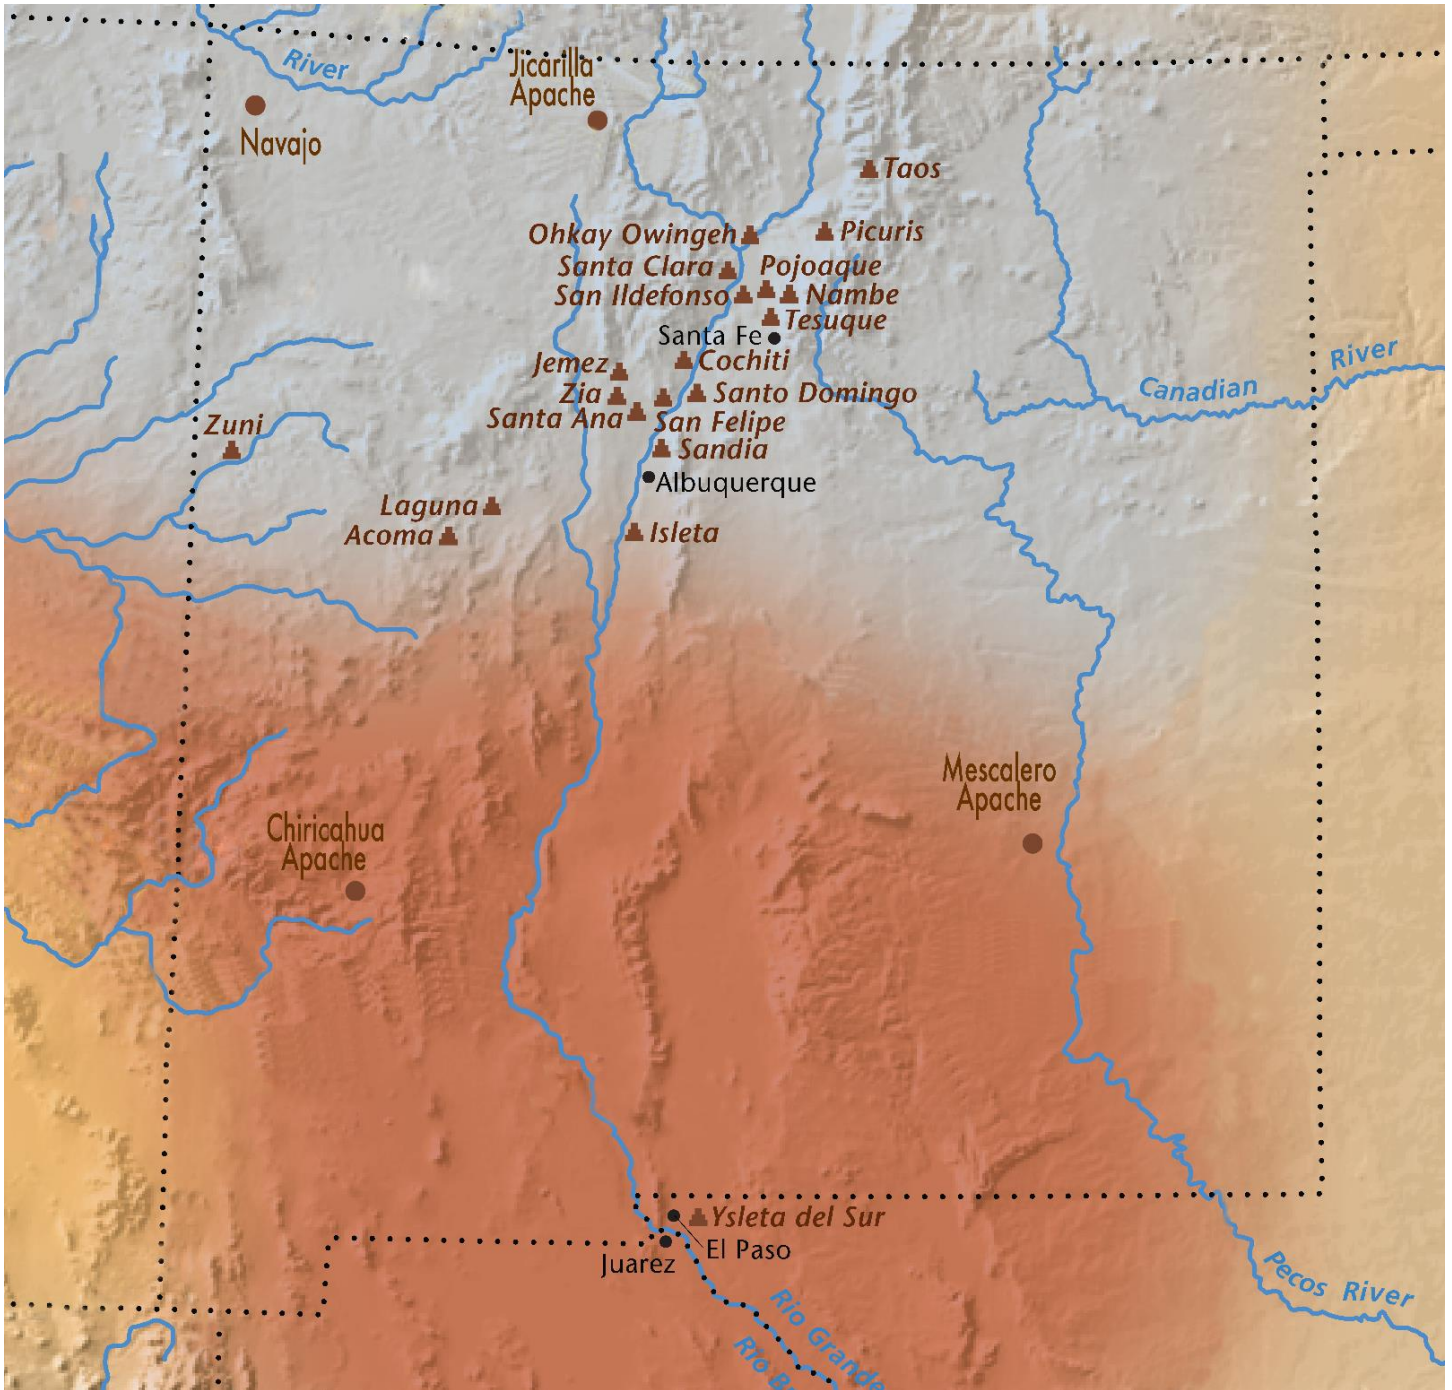 River
Jicarilla
Apache
Navajo
Taos
Ohkay Owingeh
Picuris
Santa Clara
Pojoaque
San Ildefonso
Nambe
Tesuque
Santa Fe
River
Jemez
Cochiti
Canadian
Zia
Santo Domingo
Santa Ana
San Felipe
Zuni
Sandia
Albuquerque
Laguna
Acoma
Isleta
Mescalero
Apache
Chiricahua
Apache
Ysleta del Sur
El Paso
Juarez
Pecos River
Rio Grande
Río